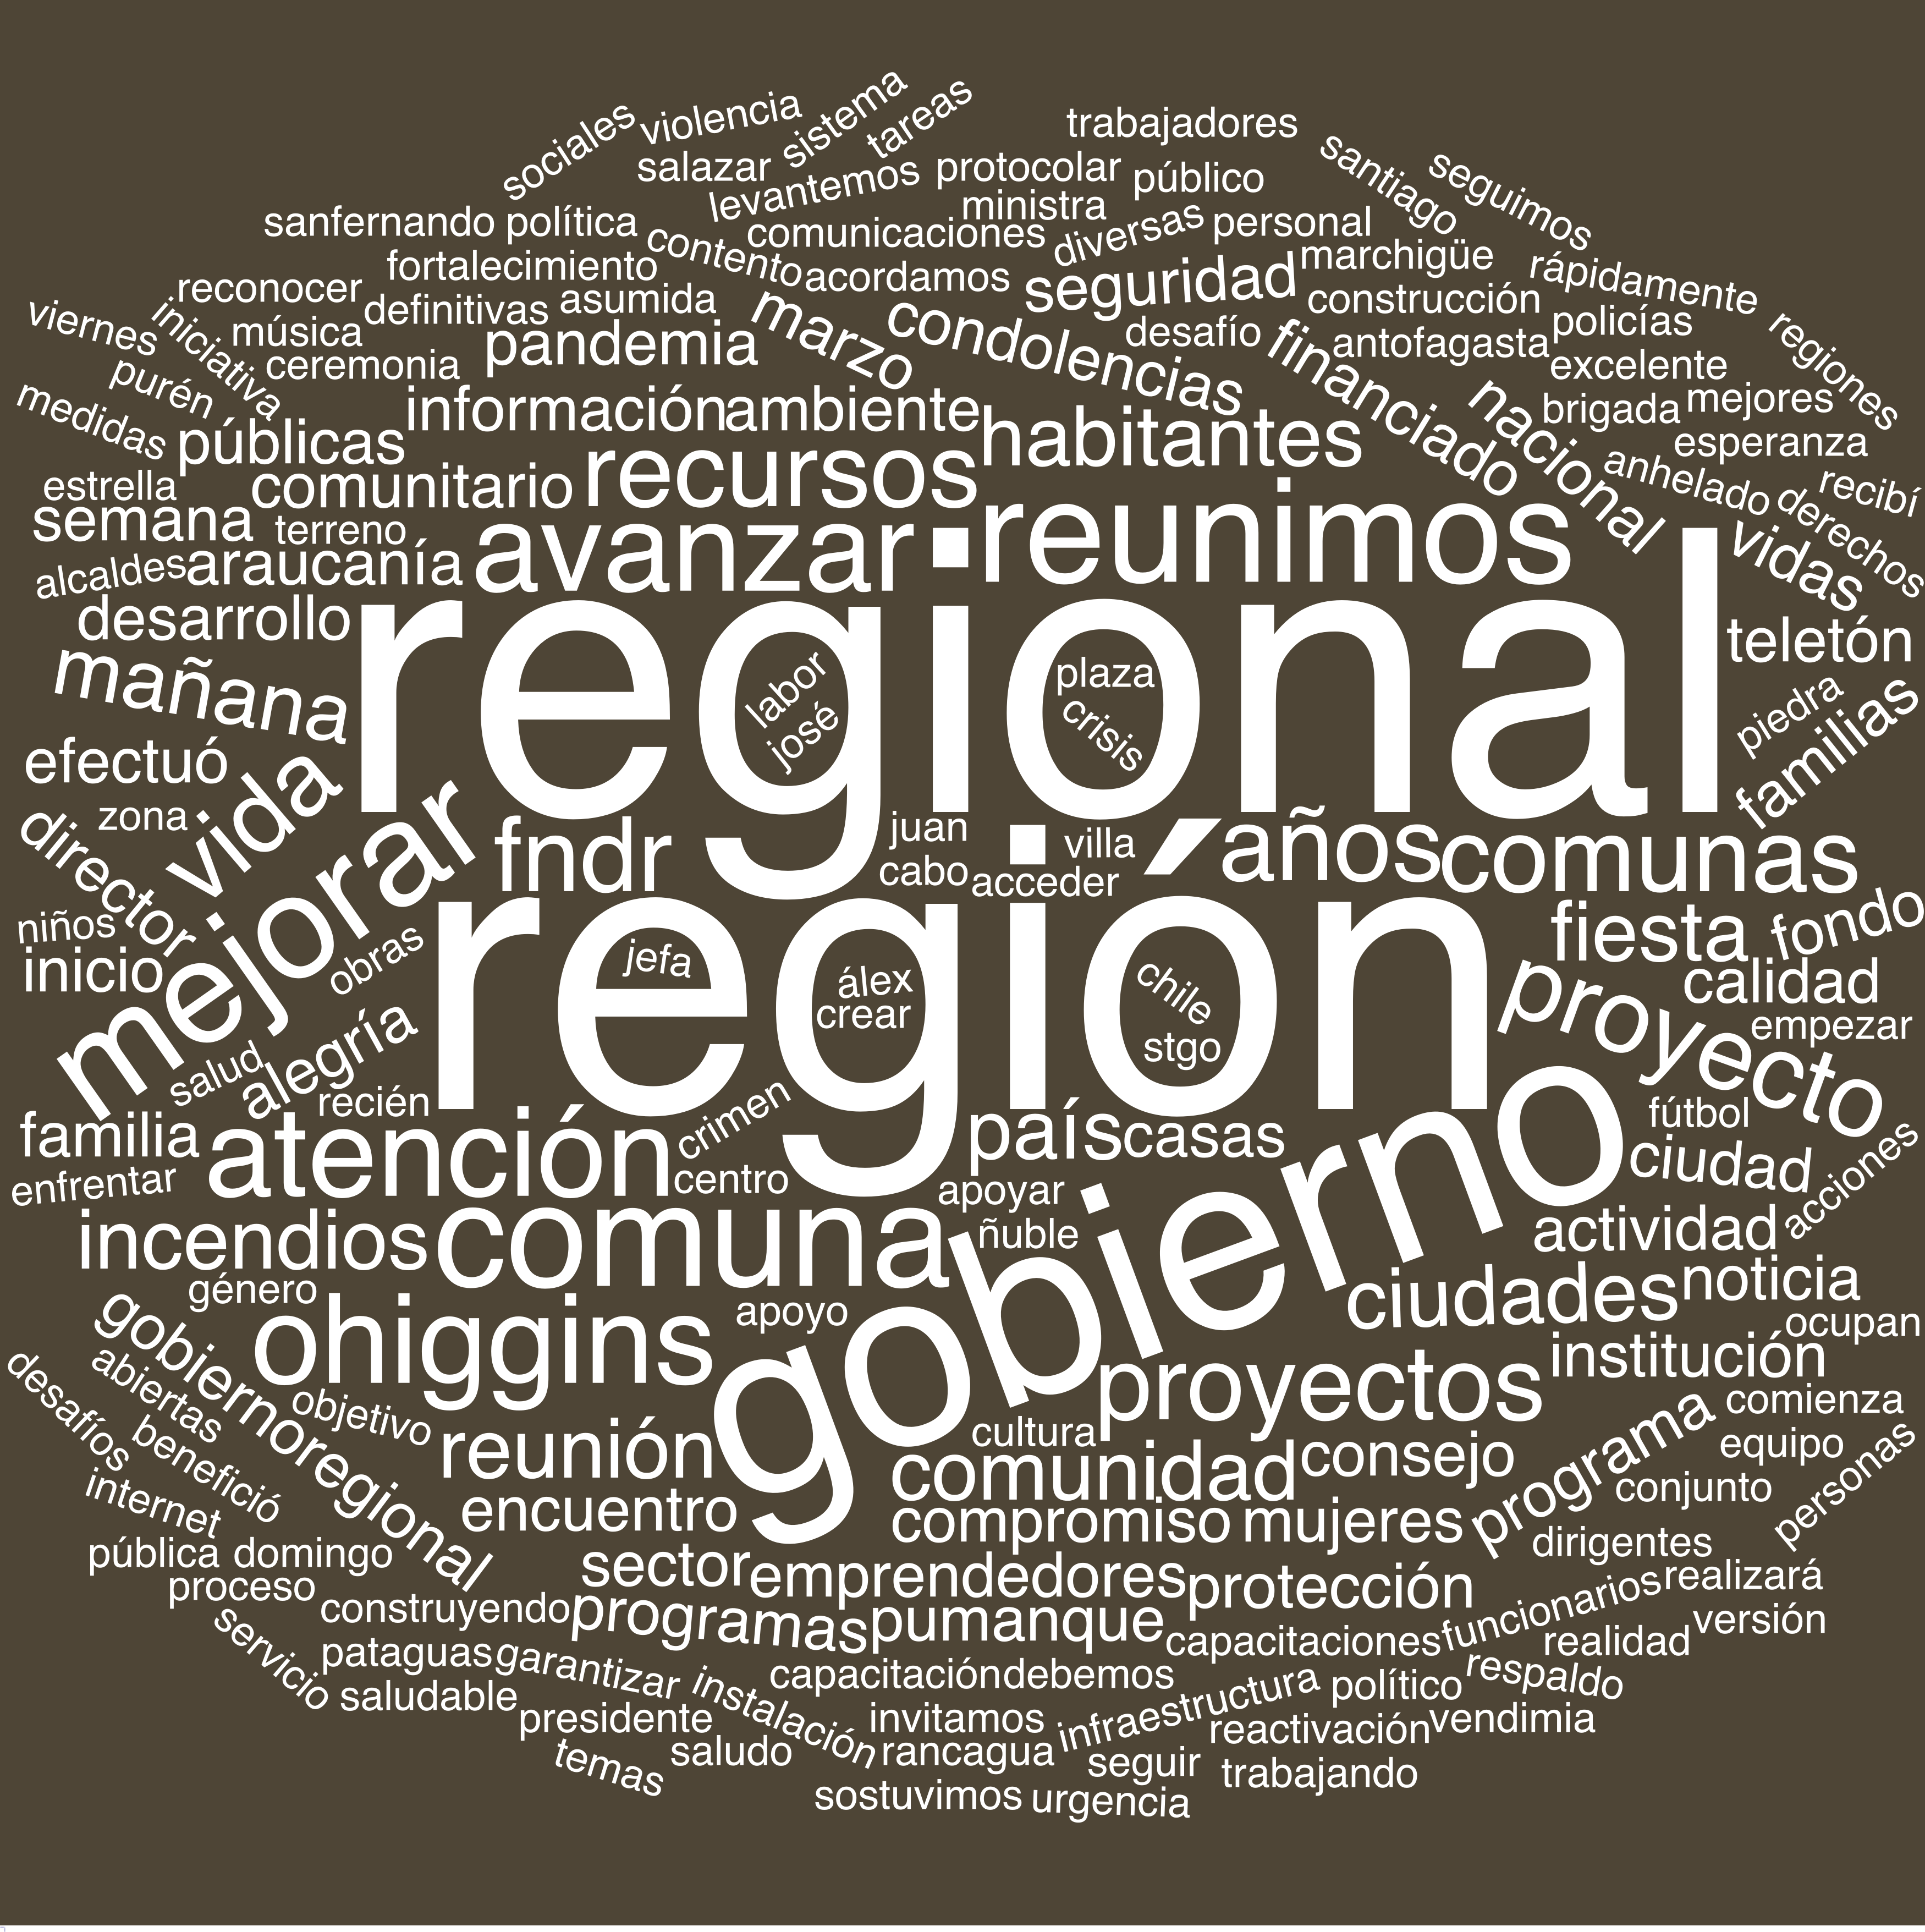 sociales violencia sistema tareas trabajadores
salazar protocolar público santiago seguimos
levantemos ministra
sanfernando política contento comunicaciones diversas personal
fortalecimiento acordamos seguridad marchigüe rápidamente
reconocer definitivas asumida marzo condolencias construcción
viernes iniciativa música desafío financiado antofagasta policías regiones
purén ceremonia pandemia excelente
medidas información ambiente habitantes nacional brigada mejores
públicas esperanza
estrella comunitario recursos anhelado recibí
semana terreno avanzar reunimos derechos
alcaldes araucanía vidas
desarrollo regional teletón
mañana labor plaza piedra
efectuó josé crisis familias
zona vida
director mejorar fndr juan villa años comunas
cabo acceder
niños obras región fiesta fondo
inicio jefa álex chile proyecto calidad
crear stgo empezar
salud alegría
recién crimen fútbol
familia atención país casas ciudad acciones
enfrentar centro apoyar
incendios comuna ñuble gobierno actividad
género ciudades noticia
gobiernoregional ohiggins apoyo ocupan
desafíos abiertas objetivo proyectos institución
benefició reunión cultura programa comienza
internet comunidad consejo equipo
encuentro compromiso mujeres conjunto personas
pública domingo dirigentes
proceso sector emprendedores protección realizará
servicio construyendo programas pumanque funcionarios versión
pataguas garantizar capacitaciones realidad
saludable instalación capacitación debemos infraestructura político respaldo
presidente invitamos reactivación vendimia
temas saludo rancagua seguir trabajando
sostuvimos urgencia